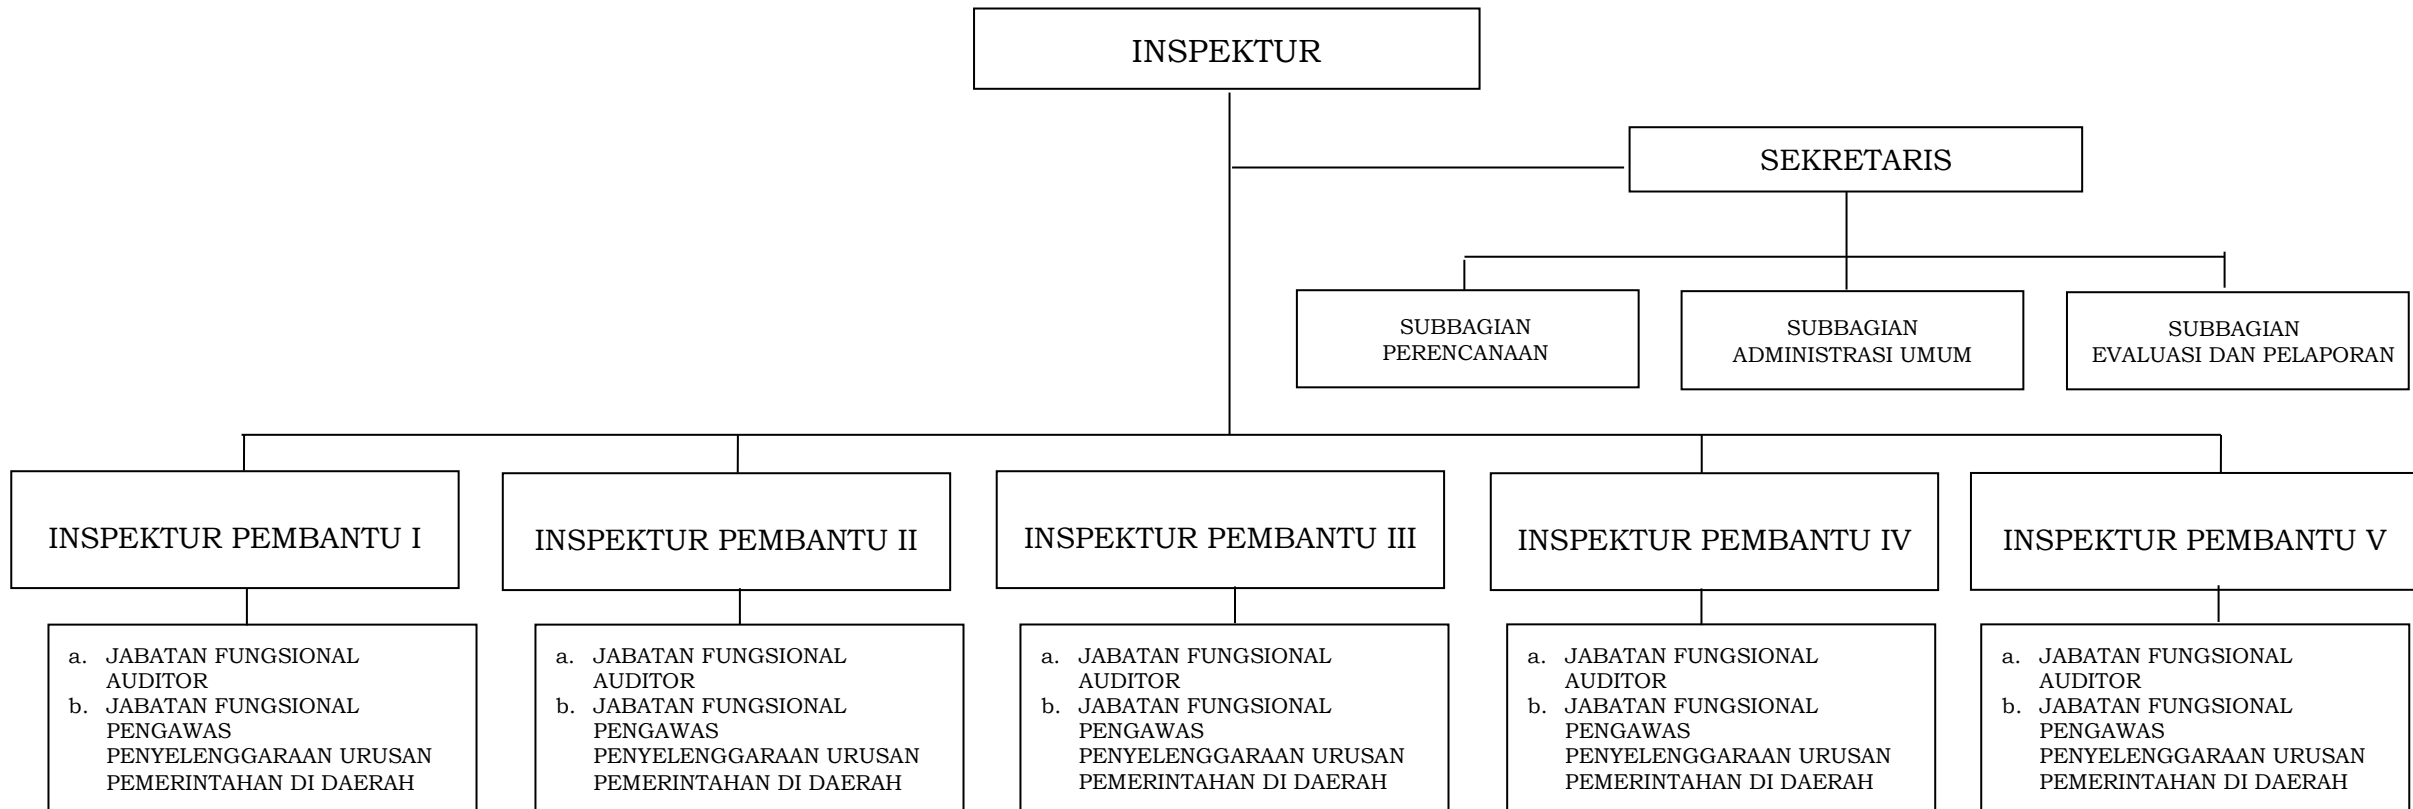 INSPEKTUR
SEKRETARIS
SUBBAGIAN
PERENCANAAN
SUBBAGIAN
ADMINISTRASI UMUM
SUBBAGIAN
EVALUASI DAN PELAPORAN
INSPEKTUR PEMBANTU I
INSPEKTUR PEMBANTU II
INSPEKTUR PEMBANTU III
INSPEKTUR PEMBANTU IV
INSPEKTUR PEMBANTU V
a. JABATAN FUNGSIONAL
AUDITOR
b. JABATAN FUNGSIONAL
PENGAWAS
PENYELENGGARAAN URUSAN
PEMERINTAHAN DI DAERAH
a. JABATAN FUNGSIONAL
AUDITOR
b. JABATAN FUNGSIONAL
PENGAWAS
PENYELENGGARAAN URUSAN
PEMERINTAHAN DI DAERAH
a. JABATAN FUNGSIONAL
AUDITOR
b. JABATAN FUNGSIONAL
PENGAWAS
PENYELENGGARAAN URUSAN
PEMERINTAHAN DI DAERAH
a. JABATAN FUNGSIONAL
AUDITOR
b. JABATAN FUNGSIONAL
PENGAWAS
PENYELENGGARAAN URUSAN
PEMERINTAHAN DI DAERAH
a. JABATAN FUNGSIONAL
AUDITOR
b. JABATAN FUNGSIONAL
PENGAWAS
PENYELENGGARAAN URUSAN
PEMERINTAHAN DI DAERAH